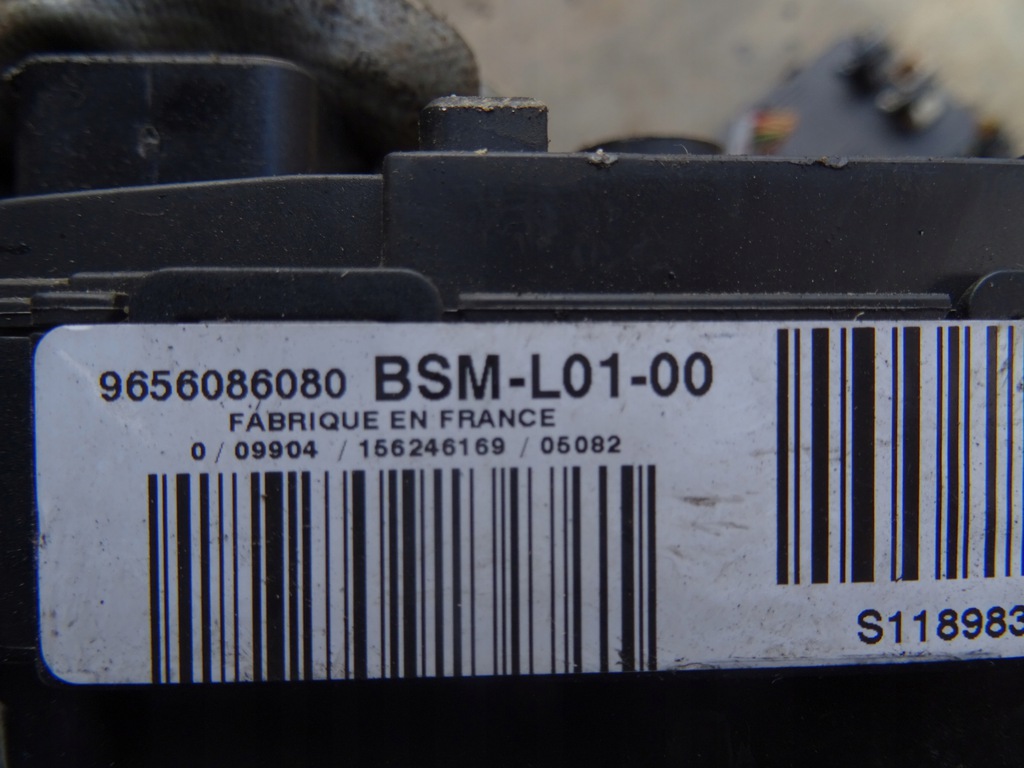 9656086080 BSM-L01-00
FABRIQUE EN FRANCE
0 / 09904 / 156246169 / 05082
S118983